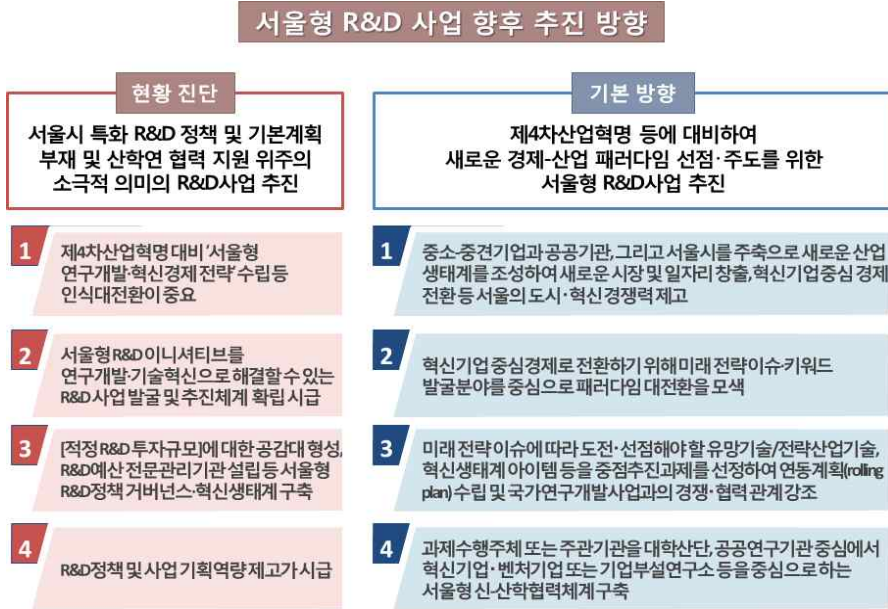 서울형 R&D 사업 향후 추진 방향
현황 진단
서울시 특화 R&D 정책 및 기본계획
부재 및 산학연 협력 지원 위주의
소극적 의미의 R&D사업 추진
1
제4차산업혁명 대비 '서울형
연구개발·혁신경제 전략' 수립 등
인식대전환이 중요
2
서울형 R&D 이니셔티브를
연구개발·기술혁신으로 해결할 수 있는
R&D 사업 발굴 및 추진체계 확립 시급
3
[적정 R&D 투자규모]에 대한 공감대 형성,
R&D예산 전문관리기관 설립 등 서울형
R&D정책 거버넌스·혁신생태계 구축
4
R&D정책 및 사업 기획역량 제고가 시급
기본 방향
제4차산업혁명 등에 대비하여
새로운 경제-산업 패러다임 선점·주도를 위한
서울형 R&D사업 추진
1
중소-중견기업과 공공기관, 그리고 서울시를 주축으로 새로운 산업
생태계를 조성하여 새로운 시장 및 일자리 창출, 혁신기업 중심 경제
전환 등 서울의 도시·혁신경쟁력 제고
2
혁신기업 중심경제로 전환하기 위해 미래 전략이슈·키워드
발굴분야를 중심으로 패러다임 대전환을 모색
3
미래 전략 이슈에 따라 도전·선점해야 할 유망기술/전략산업기술,
혁신생태계 아이템 등을 중점추진과제를 선정하여 연동계획(rolling
plan) 수립 및 국가연구개발사업과의 경쟁·협력 관계 강조
4
과제수행주체 또는 주관기관을 대학산단, 공공연구기관 중심에서
혁신기업·벤처기업 또는 기업부설연구소 등을 중심으로 하는
서울형 신-산학협력체계 구축